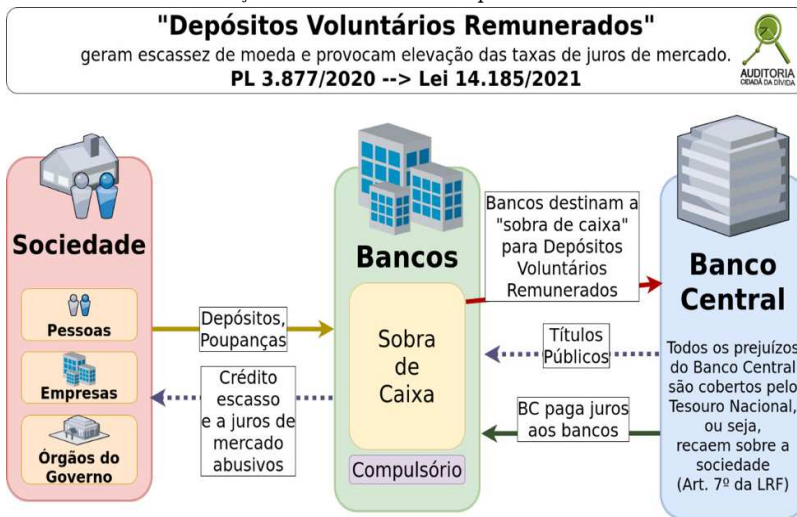 "Depósitos Voluntários Remunerados"
geram escassez de moeda e provocam elevação das taxas de juros de mercado.
PL 3.877/2020 --> Lei 14.185/2021
AUDITORIA
CIDADÃ DA DÍVIDA
Sociedade
Pessoas
Empresas
Órgãos do
Governo
Depósitos,
Poupanças
Crédito
escasso
e a juros de
mercado
abusivos
Bancos
Sobra
de
Caixa
Compulsório
Bancos destinam a
"sobra de caixa"
para Depósitos
Voluntários
Remunerados
Títulos
Públicos
BC paga juros
aos bancos
Banco
Central
Todos os prejuízos
do Banco Central
são cobertos pelo
Tesouro Nacional,
ou seja,
recaem sobre a
sociedade
(Art. 7º da LRF)